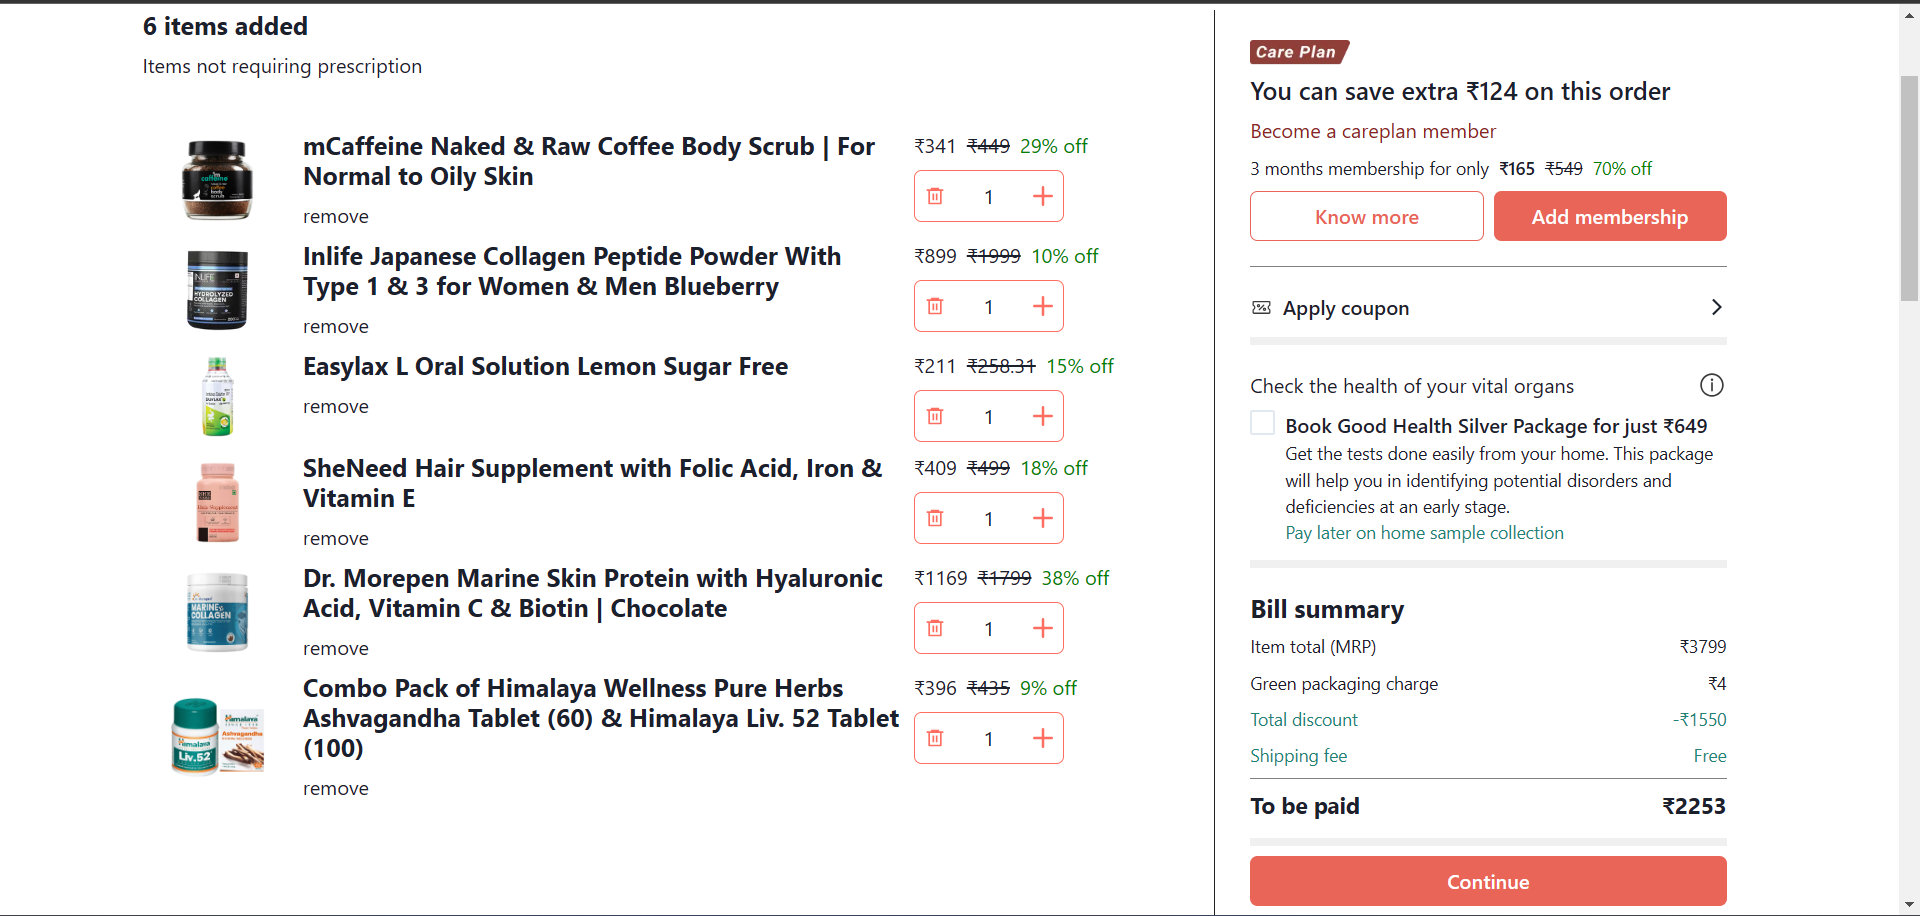 6 items added
Items not requiring prescription
mCaffeine Naked & Raw Coffee Body Scrub | For
Normal to Oily Skin
remove
₹341 ₹449 29% off
1
Inlife Japanese Collagen Peptide Powder With
Type 1 & 3 for Women & Men Blueberry
remove
₹899 ₹1999 10% off
1
Easylax L Oral Solution Lemon Sugar Free
remove
₹211 ₹258.31 15% off
1
SheNeed Hair Supplement with Folic Acid, Iron &
Vitamin E
remove
₹409 ₹499 18% off
1
Dr. Morepen Marine Skin Protein with Hyaluronic
Acid, Vitamin C & Biotin | Chocolate
remove
₹1169 ₹1799 38% off
1
MARINE
COLLAGEN
Combo Pack of Himalaya Wellness Pure Herbs
Ashvagandha Tablet (60) & Himalaya Liv. 52 Tablet
(100)
remove
₹396 ₹435 9% off
1
Himalaya
Liv.52
Himalaya
Ashvagandha
HYDROLYZED
COLLAGEN
Care Plan
You can save extra ₹124 on this order
Become a careplan member
3 months membership for only ₹165 ₹549 70% off
Know more
Add membership
Apply coupon
Check the health of your vital organs
Book Good Health Silver Package for just ₹649
Get the tests done easily from your home. This package
will help you in identifying potential disorders and
deficiencies at an early stage.
Pay later on home sample collection
Bill summary
Item total (MRP) ₹3799
Green packaging charge ₹4
Total discount -₹1550
Shipping fee Free
To be paid ₹2253
Continue